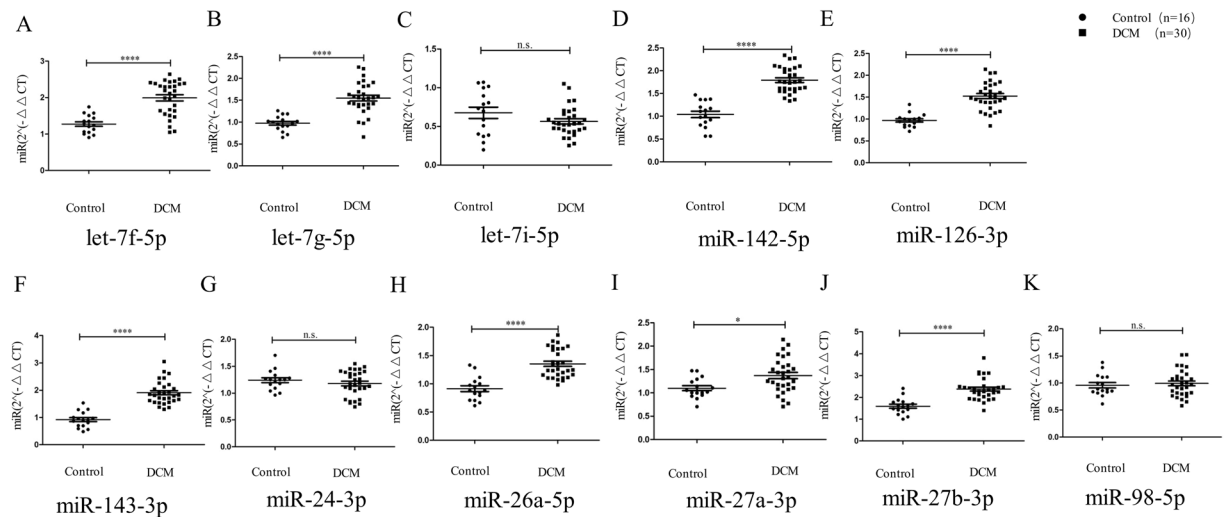 ● Control (n=16)
■ DCM (n=30)
A
****
miR(2^(- △ △ CT)
3
2
1
0
Control DCM
let-7f-5p
B
****
miR(2^(- △ △ CT)
2.5
2.0
1.5
1.0
0.5
0.0
Control DCM
let-7g-5p
C
n.s.
miR(2^(- △ △ CT)
1.5
1.0
0.5
0.0
Control DCM
let-7i-5p
D
****
miR(2^(- △ △ CT)
2.5
2.0
1.5
1.0
0.5
0.0
Control DCM
miR-142-5p
E
****
miR(2^(- △ △ CT)
2.5
2.0
1.5
1.0
0.5
0.0
Control DCM
miR-126-3p
F
****
miR(2^(- △ △ CT)
4
3
2
1
0
Control DCM
miR-143-3p
G
n.s.
miR(2^(- △ △ CT)
2.0
1.5
1.0
0.5
0.0
Control DCM
miR-24-3p
H
****
miR(2^(- △ △ CT)
2.0
1.5
1.0
0.5
0.0
Control DCM
miR-26a-5p
I
*
miR(2^(- △ △ CT)
2.5
2.0
1.5
1.0
0.5
0.0
Control DCM
miR-27a-3p
J
****
miR(2^(- △ △ CT)
5
4
3
2
1
0
Control DCM
miR-27b-3p
K
n.s.
miR(2^(- △ △ CT)
2.0
1.5
1.0
0.5
0.0
Control DCM
miR-98-5p